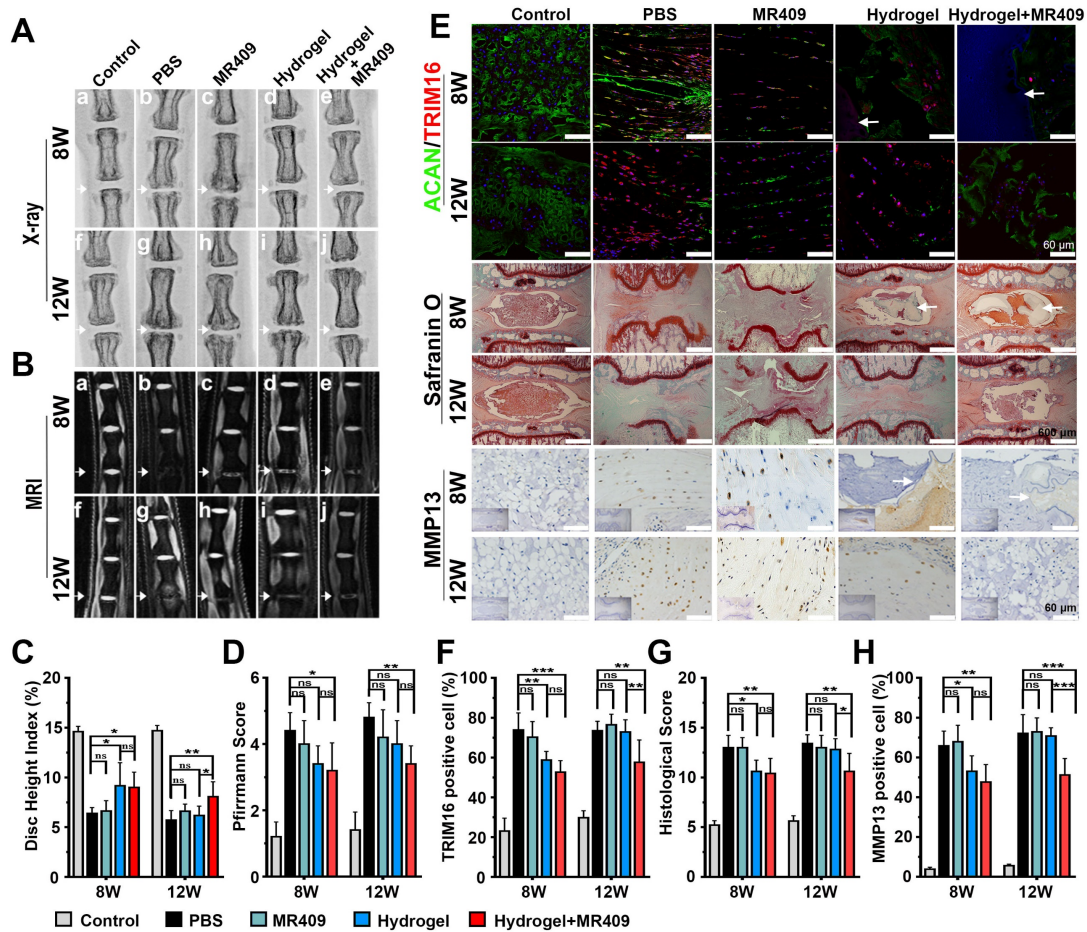 A
Control
PBS
MR409
Hydrogel
Hydrogel
+
MR409
X-ray
8W
a b c d e
12W
f g h i j
B
MRI
8W
a b c d e
12W
f g h i j
E
Control PBS MR409 Hydrogel Hydrogel+MR409
ACAN/TRIM16
8W
12W
60 µm
Safranin O
8W
12W
600 µm
MMP13
8W
12W
60 µm
C
Disc Height Index (%)
20
15
10
5
0
* * ns ns
** ns ns *
8W 12W
D
Pfirrmann Score
6
4
2
0
* ns ns ns
** ns ns ns
8W 12W
F
TRIM16 positive cell (%)
100
80
60
40
20
0
*** ** ns ns
** ns ns **
8W 12W
G
Histological Score
20
15
10
5
0
** * ns ns
** ns ns *
8W 12W
H
MMP13 positive cell (%)
100
80
60
40
20
0
** * ns ns
*** ns ns ***
8W 12W
Control PBS MR409 Hydrogel Hydrogel+MR409